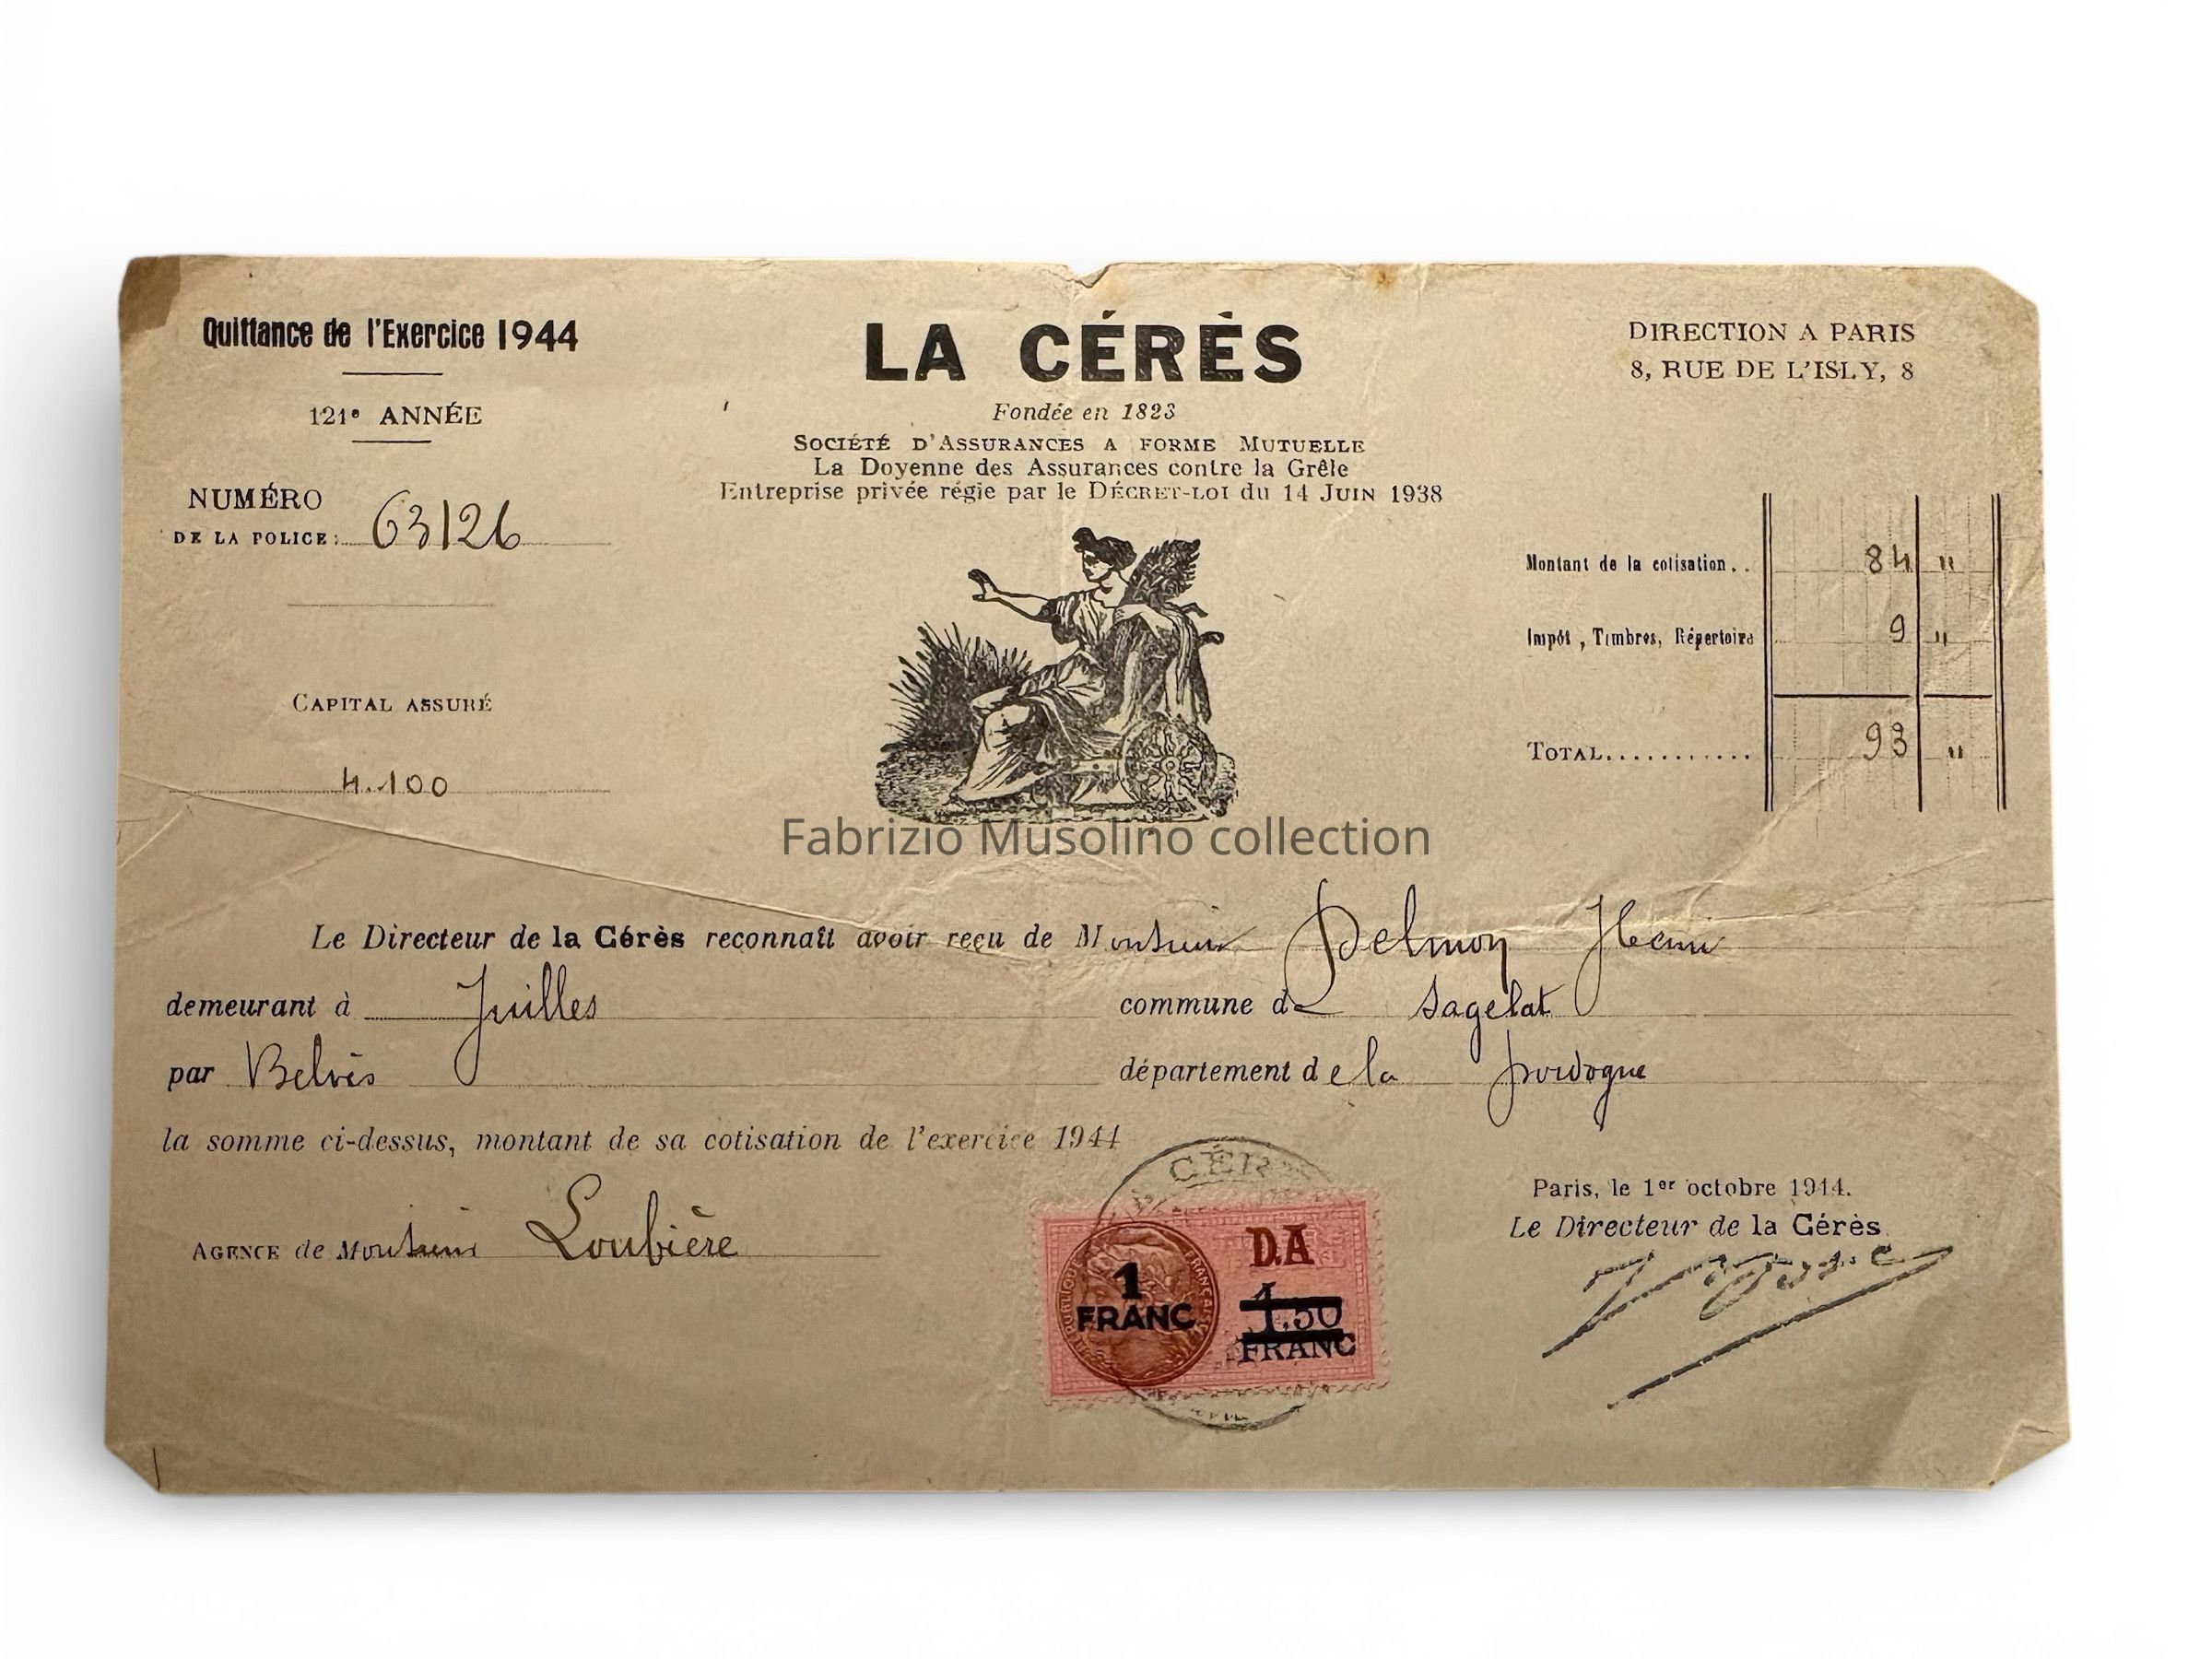 Quittance de l'Exercice 1944
121e ANNÉE
NUMÉRO
DE LA POLICE: 63126
CAPITAL ASSURÉ
4.100
LA CÉRÈS
Fondée en 1823
SOCIÉTÉ D'ASSURANCES A FORME MUTUELLE
La Doyenne des Assurances contre la Grêle
Entreprise privée régie par le DÉCRET-LOI du 14 JUIN 1938
DIRECTION A PARIS
8, RUE DE L'ISLY, 8
Montant de la cotisation.. 84 "
Impôt, Timbres, Répertoire 9 "
TOTAL........... 93 "
Fabrizio Musolino collection
Le Directeur de la Cérès reconnaît avoir reçu de Monsieur Delmon Henri
demeurant à Juilles commune de Sagelat
par Belvès département de la Dordogne
la somme ci-dessus, montant de sa cotisation de l'exercice 1944
AGENCE de Monsieur Loubière
CÉR
D.A
1
FRANC
1.50
FRANC
Paris, le 1er octobre 1944.
Le Directeur de la Cérès